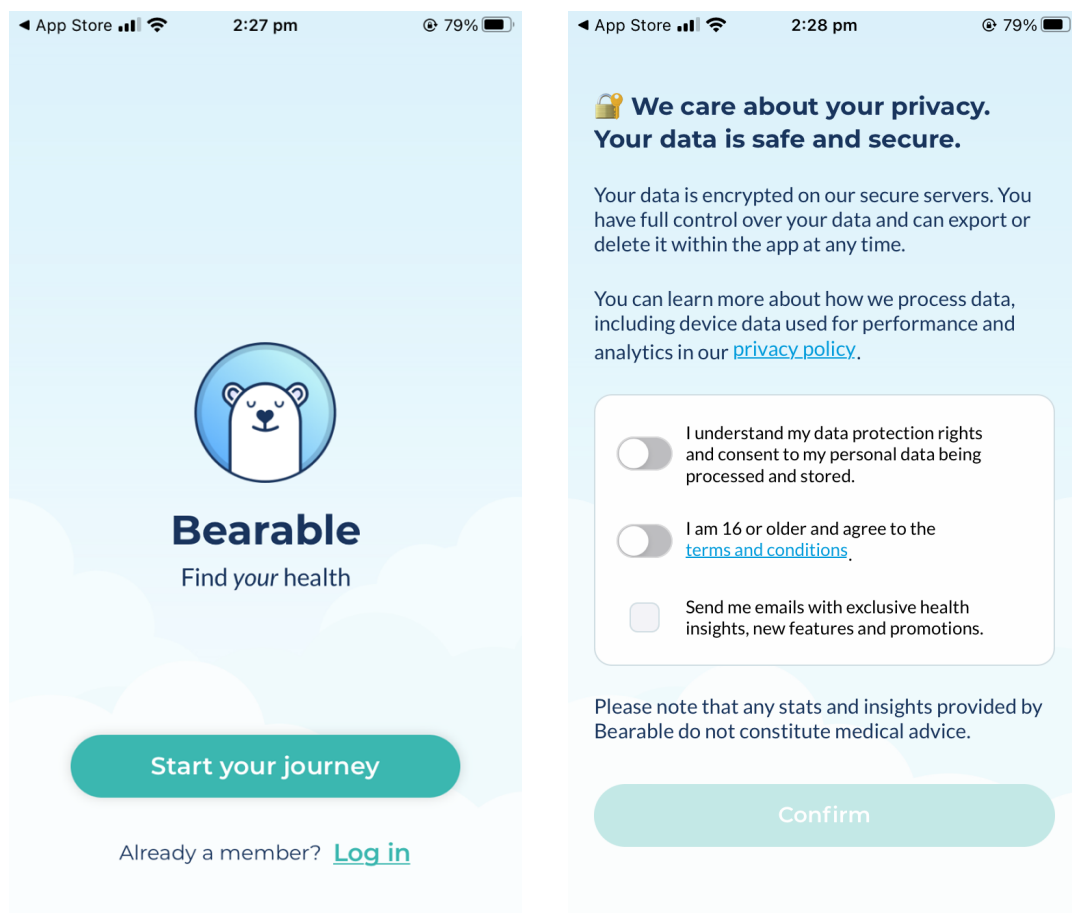 App Store
2:27 pm
79%
Bearable
Find your health
Start your journey
Already a member? Log in
App Store
2:28 pm
79%
We care about your privacy.
Your data is safe and secure.
Your data is encrypted on our secure servers. You
have full control over your data and can export or
delete it within the app at any time.
You can learn more about how we process data,
including device data used for performance and
analytics in our privacy policy.
I understand my data protection rights
and consent to my personal data being
processed and stored.
I am 16 or older and agree to the
terms and conditions.
Send me emails with exclusive health
insights, new features and promotions.
Please note that any stats and insights provided by
Bearable do not constitute medical advice.
Confirm